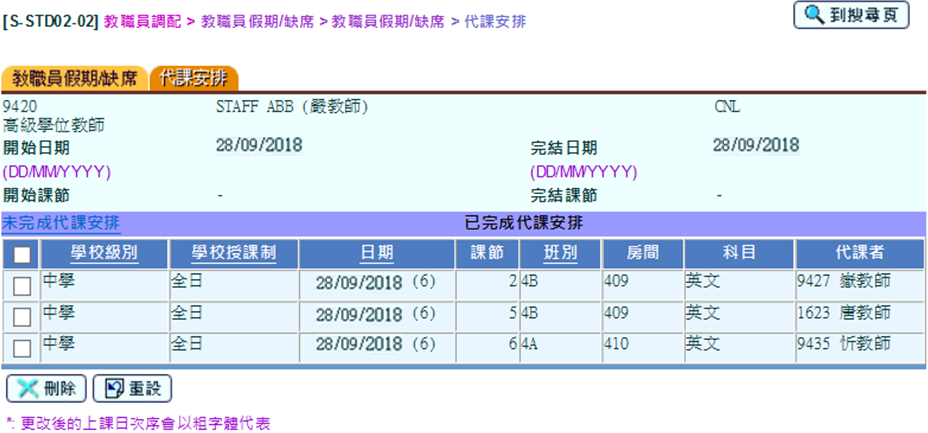 [S-STD02-02] 教職員調配 > 教職員假期/缺席 > 教職員假期/缺席 > 代課安排
到搜尋頁
教職員假期/缺席 代課安排
9420 STAFF ABB (嚴教師) CNL
高級學位教師
開始日期 28/09/2018 完結日期 28/09/2018
(DD/MM/YYYY) (DD/MM/YYYY)
開始課節 - 完結課節 -
未完成代課安排 已完成代課安排
學校級別 學校授課制 日期 課節 班別 房間 科目 代課者
中學 全日 28/09/2018 (6) 2 4B 409 英文 9427 嶽教師
中學 全日 28/09/2018 (6) 5 4B 409 英文 1623 唐教師
中學 全日 28/09/2018 (6) 6 4A 410 英文 9435 忻教師
刪除 重設
*: 更改後的上課日次序會以粗字體代表